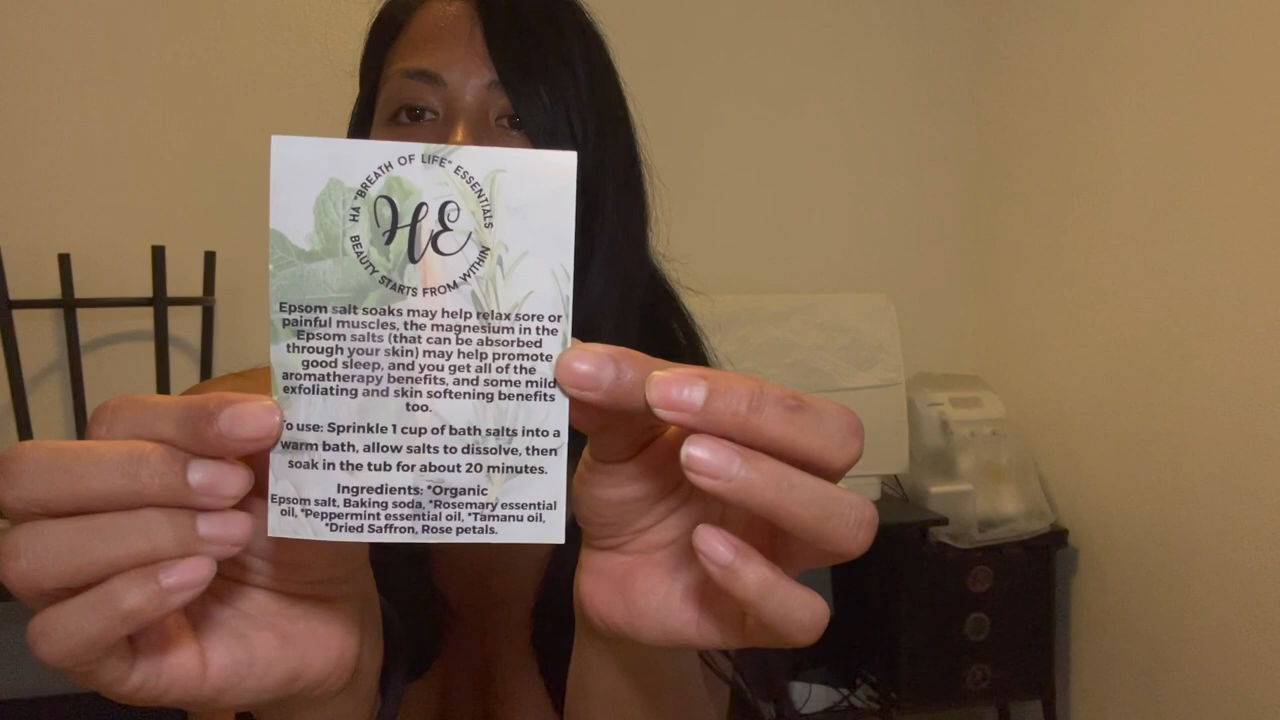 HA "BREATH OF LIFE" ESSENTIALS
HE
BEAUTY STARTS FROM WITHIN
Epsom salt soaks may help relax sore or
painful muscles, the magnesium in the
Epsom salts (that can be absorbed
through your skin) may help promote
good sleep, and you get all of the
aromatherapy benefits, and some mild
exfoliating and skin softening benefits
too.
To use: Sprinkle 1 cup of bath salts into a
warm bath, allow salts to dissolve, then
soak in the tub for about 20 minutes.
Ingredients: *Organic
Epsom salt, Baking soda, *Rosemary essential
oil, *Peppermint essential oil, *Tamanu oil,
*Dried Saffron, Rose petals.